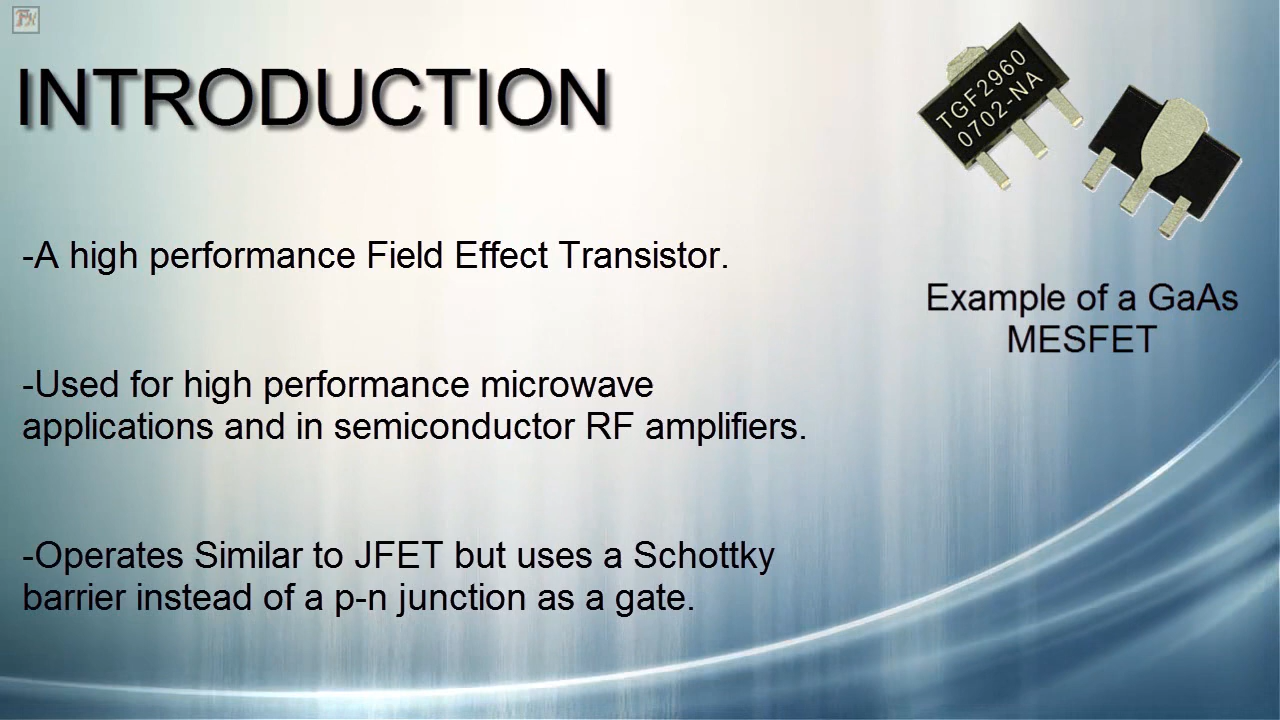 INTRODUCTION
TGF2960
0702-NA
-A high performance Field Effect Transistor.
Example of a GaAs
MESFET
-Used for high performance microwave
applications and in semiconductor RF amplifiers.
-Operates Similar to JFET but uses a Schottky
barrier instead of a p-n junction as a gate.